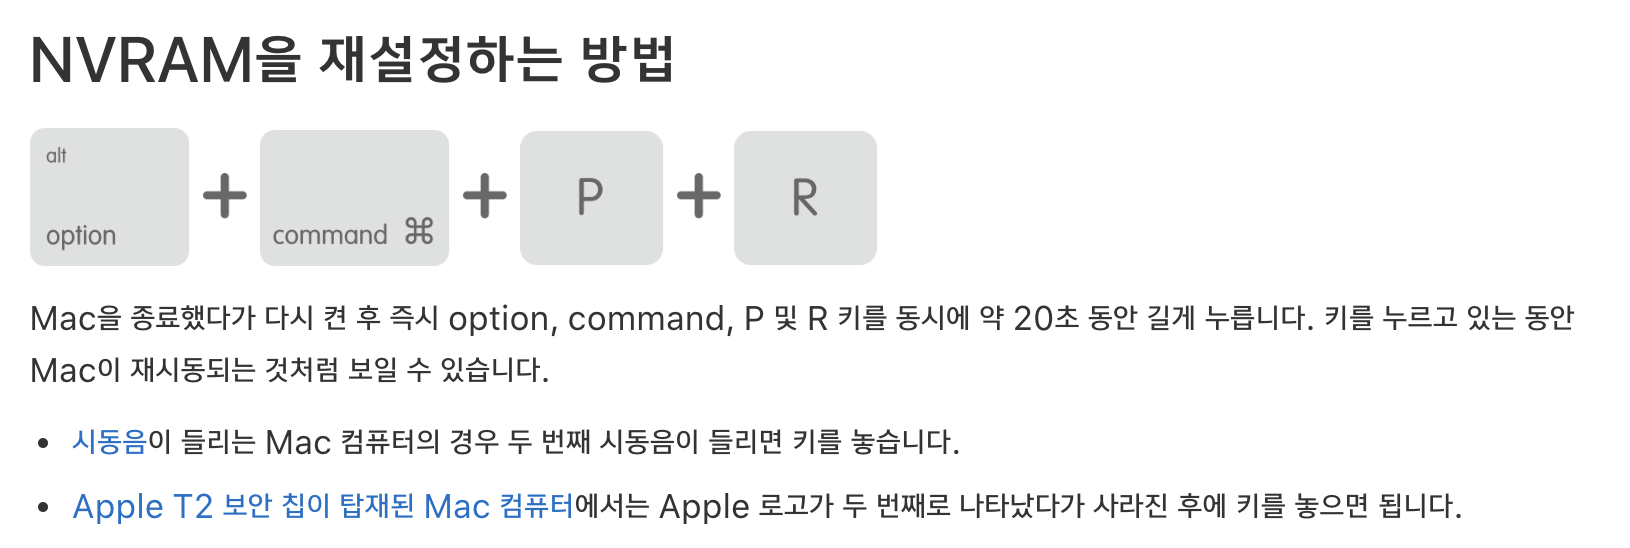 NVRAM을 재설정하는 방법
alt
option + command ⌘ + P + R
Mac을 종료했다가 다시 켠 후 즉시 option, command, P 및 R 키를 동시에 약 20초 동안 길게 누릅니다. 키를 누르고 있는 동안
Mac이 재시동되는 것처럼 보일 수 있습니다.
• 시동음이 들리는 Mac 컴퓨터의 경우 두 번째 시동음이 들리면 키를 놓습니다.
• Apple T2 보안 칩이 탑재된 Mac 컴퓨터에서는 Apple 로고가 두 번째로 나타났다가 사라진 후에 키를 놓으면 됩니다.